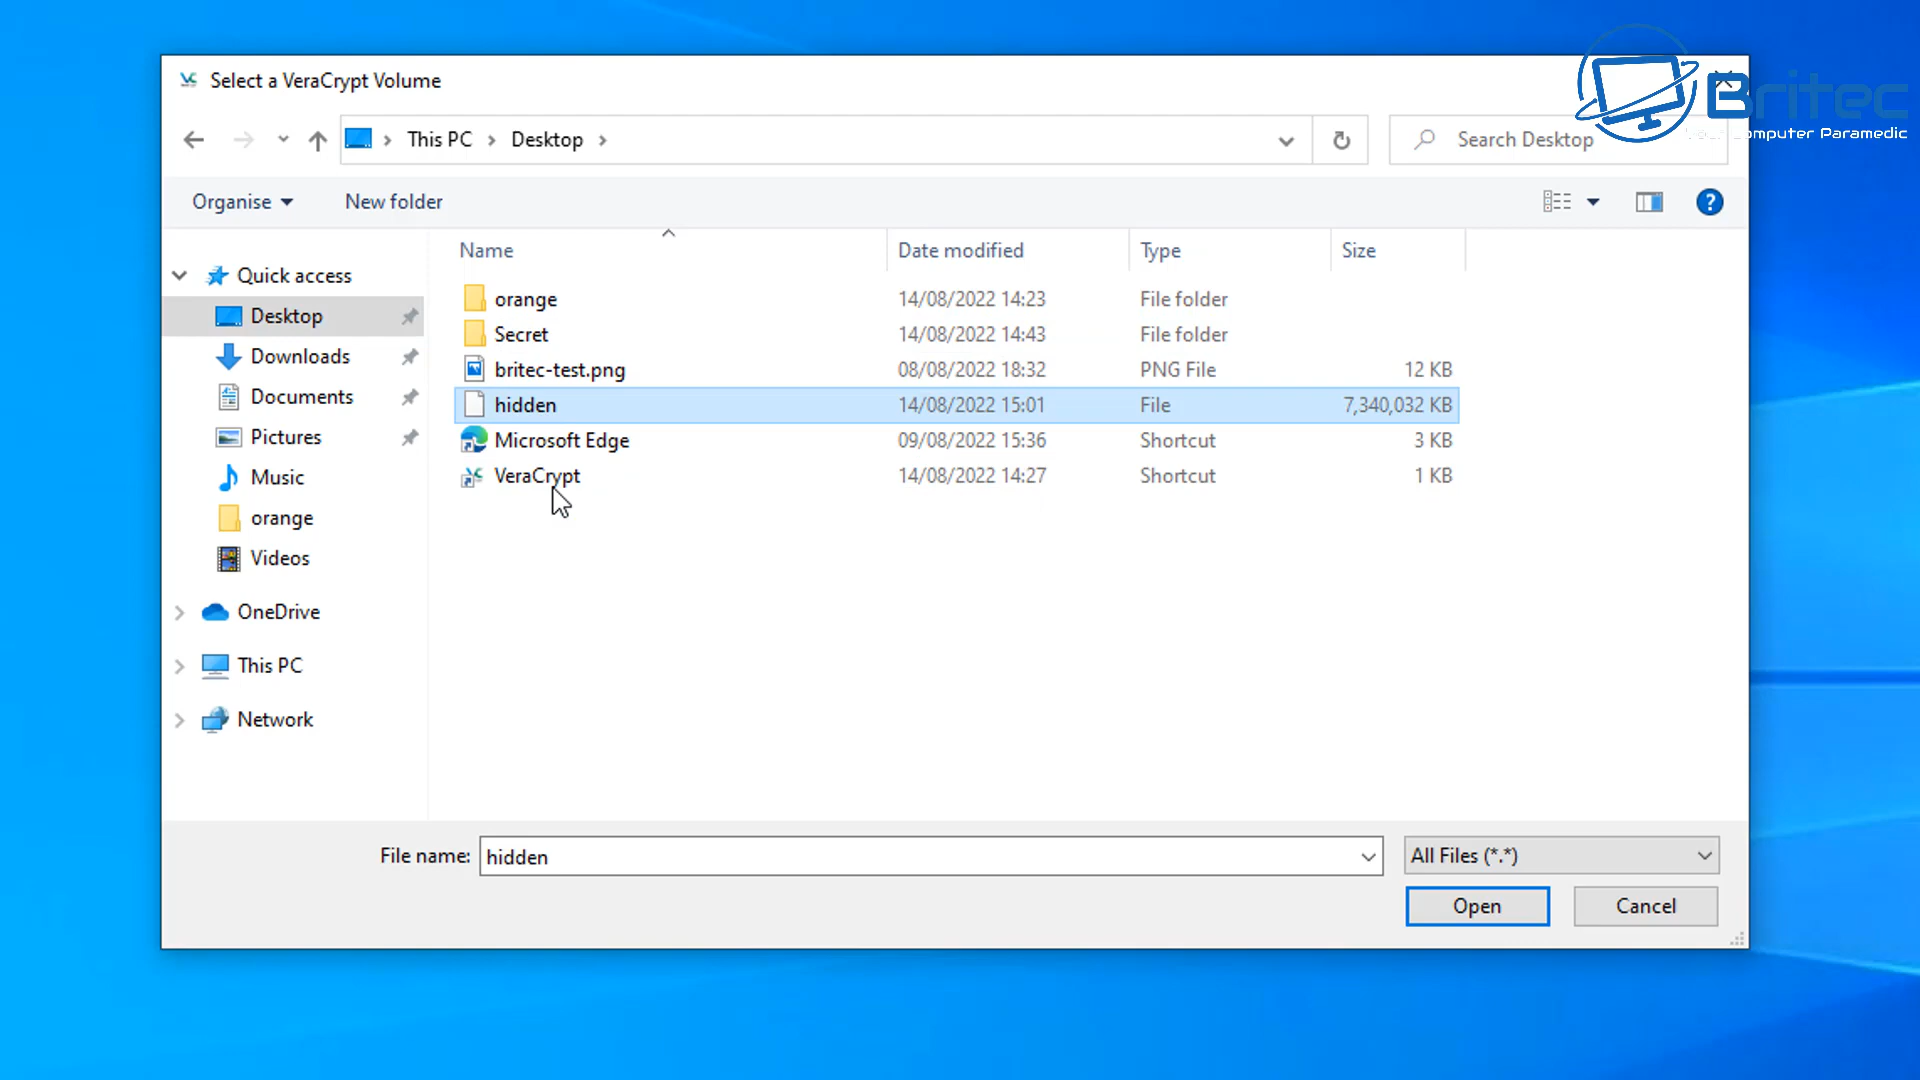 Select a VeraCrypt Volume
Britec
Your Computer Paramedic
This PC
Desktop
Search Desktop
Organise
New folder
?
Name
Date modified
Type
Size
Quick access
Desktop
Downloads
Documents
Pictures
Music
orange
Videos
OneDrive
This PC
Network
orange 14/08/2022 14:23 File folder
Secret 14/08/2022 14:43 File folder
britec-test.png 08/08/2022 18:32 PNG File 12 KB
hidden 14/08/2022 15:01 File 7,340,032 KB
Microsoft Edge 09/08/2022 15:36 Shortcut 3 KB
VeraCrypt 14/08/2022 14:27 Shortcut 1 KB
File name: hidden
All Files (*.*)
Open
Cancel